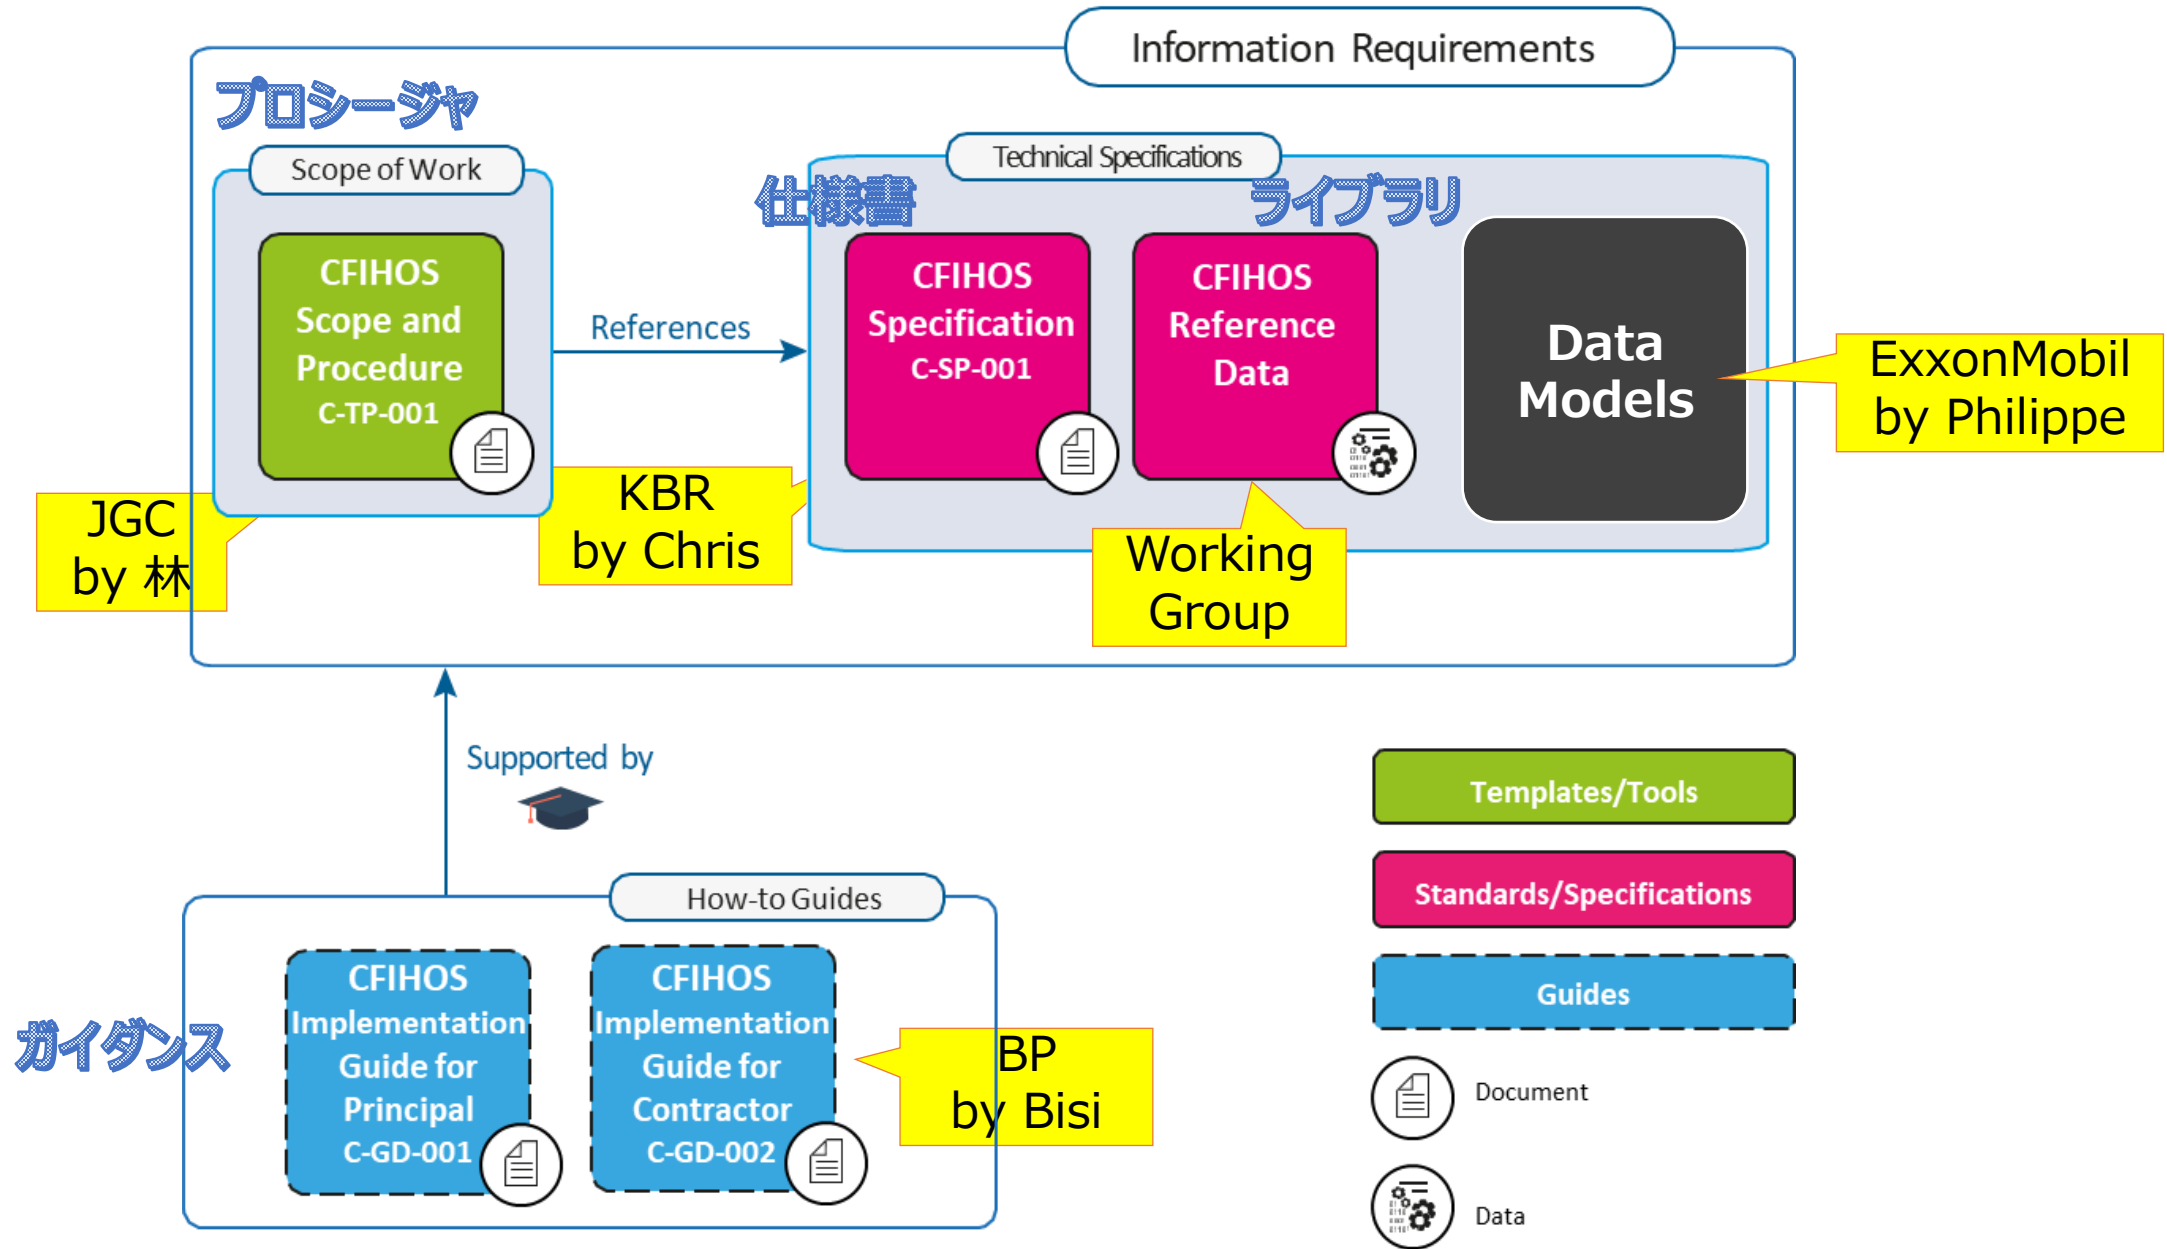 Information Requirements
プロシージャ
Scope of Work
Technical Specifications
仕様書
ライブラリ
CFIHOS
Scope and
Procedure
C-TP-001
References
CFIHOS
Specification
C-SP-001
CFIHOS
Reference
Data
Data
Models
ExxonMobil
by Philippe
JGC
by 林
KBR
by Chris
Working
Group
Supported by
How-to Guides
ガイダンス
CFIHOS
Implementation
Guide for
Principal
C-GD-001
CFIHOS
Implementation
Guide for
Contractor
C-GD-002
BP
by Bisi
Templates/Tools
Standards/Specifications
Guides
Document
Data